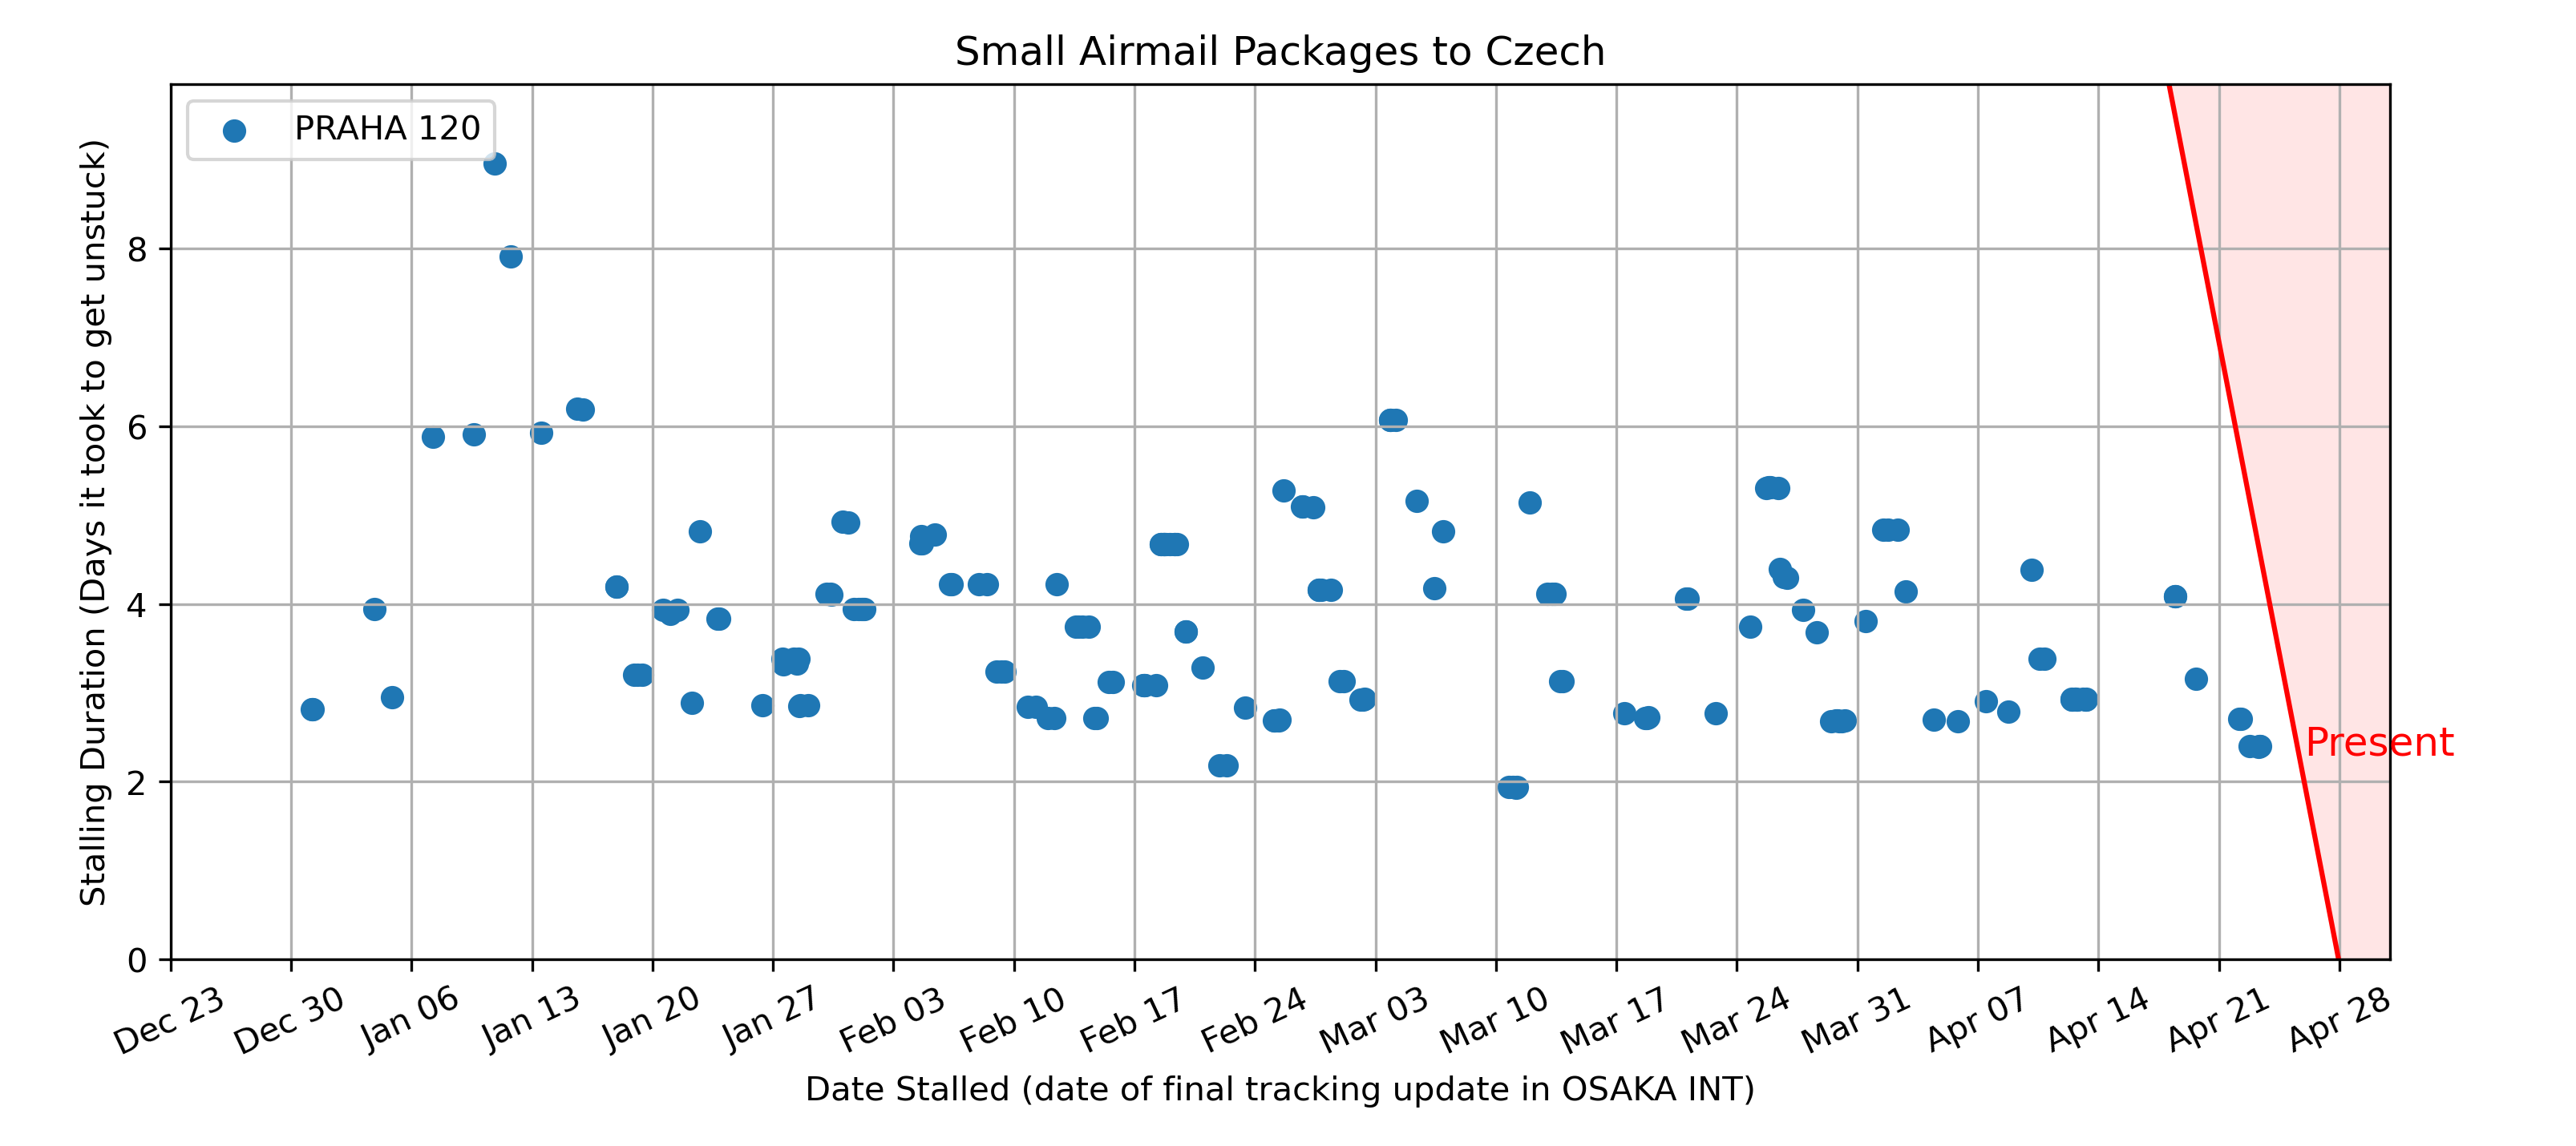 Small Airmail Packages to Czech
PRAHA 120
Stalling Duration (Days it took to get unstuck)
8
6
4
2
0
Present
Dec 23 Dec 30 Jan 06 Jan 13 Jan 20 Jan 27 Feb 03 Feb 10 Feb 17 Feb 24 Mar 03 Mar 10 Mar 17 Mar 24 Mar 31 Apr 07 Apr 14 Apr 21 Apr 28
Date Stalled (date of final tracking update in OSAKA INT)